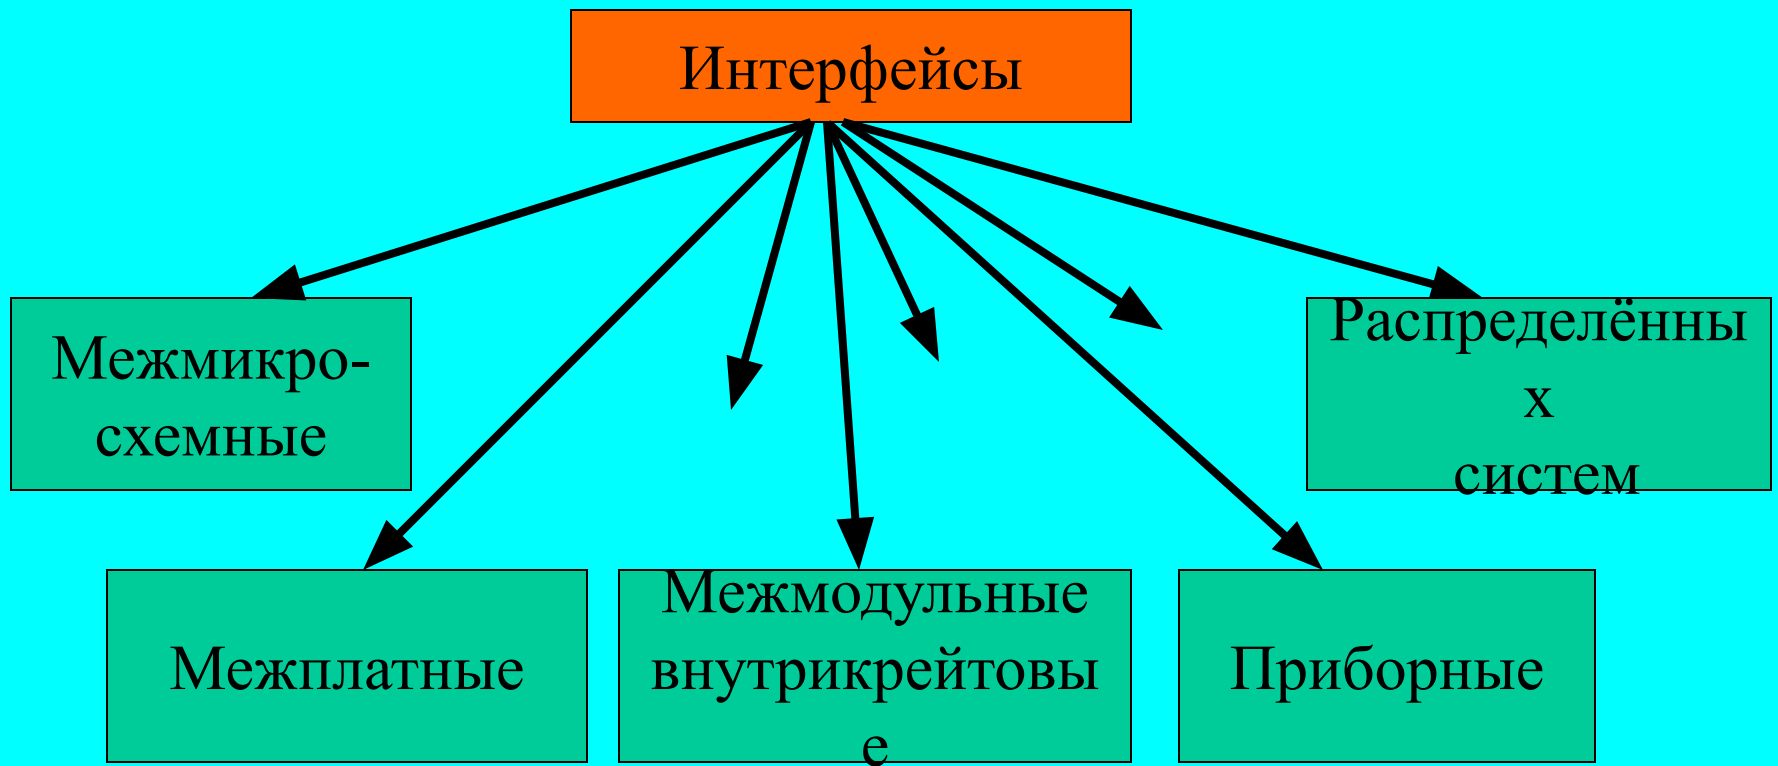 Интерфейсы
Межмикро-
схемные
Распределённы
х
систем
Межплатные
Межмодульные
внутрикрейтовы
е
Приборные